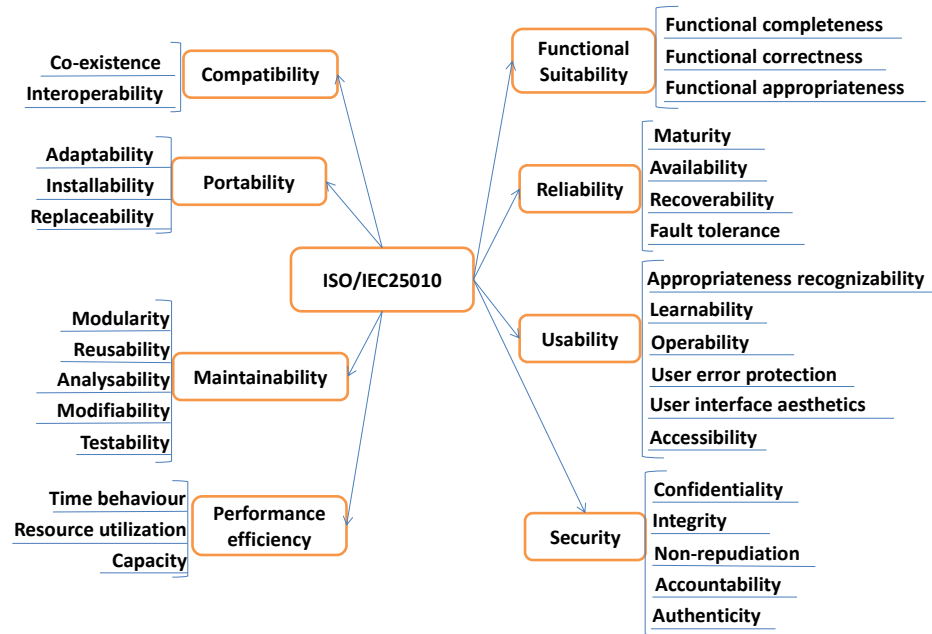 Co-existence
Interoperability
Compatibility
Adaptability
Installability
Replaceability
Portability
ISO/IEC25010
Modularity
Reusability
Analysability
Modifiability
Testability
Maintainability
Time behaviour
Resource utilization
Capacity
Performance
efficiency
Functional
Suitability
Functional completeness
Functional correctness
Functional appropriateness
Reliability
Maturity
Availability
Recoverability
Fault tolerance
Usability
Appropriateness recognizability
Learnability
Operability
User error protection
User interface aesthetics
Accessibility
Security
Confidentiality
Integrity
Non-repudiation
Accountability
Authenticity